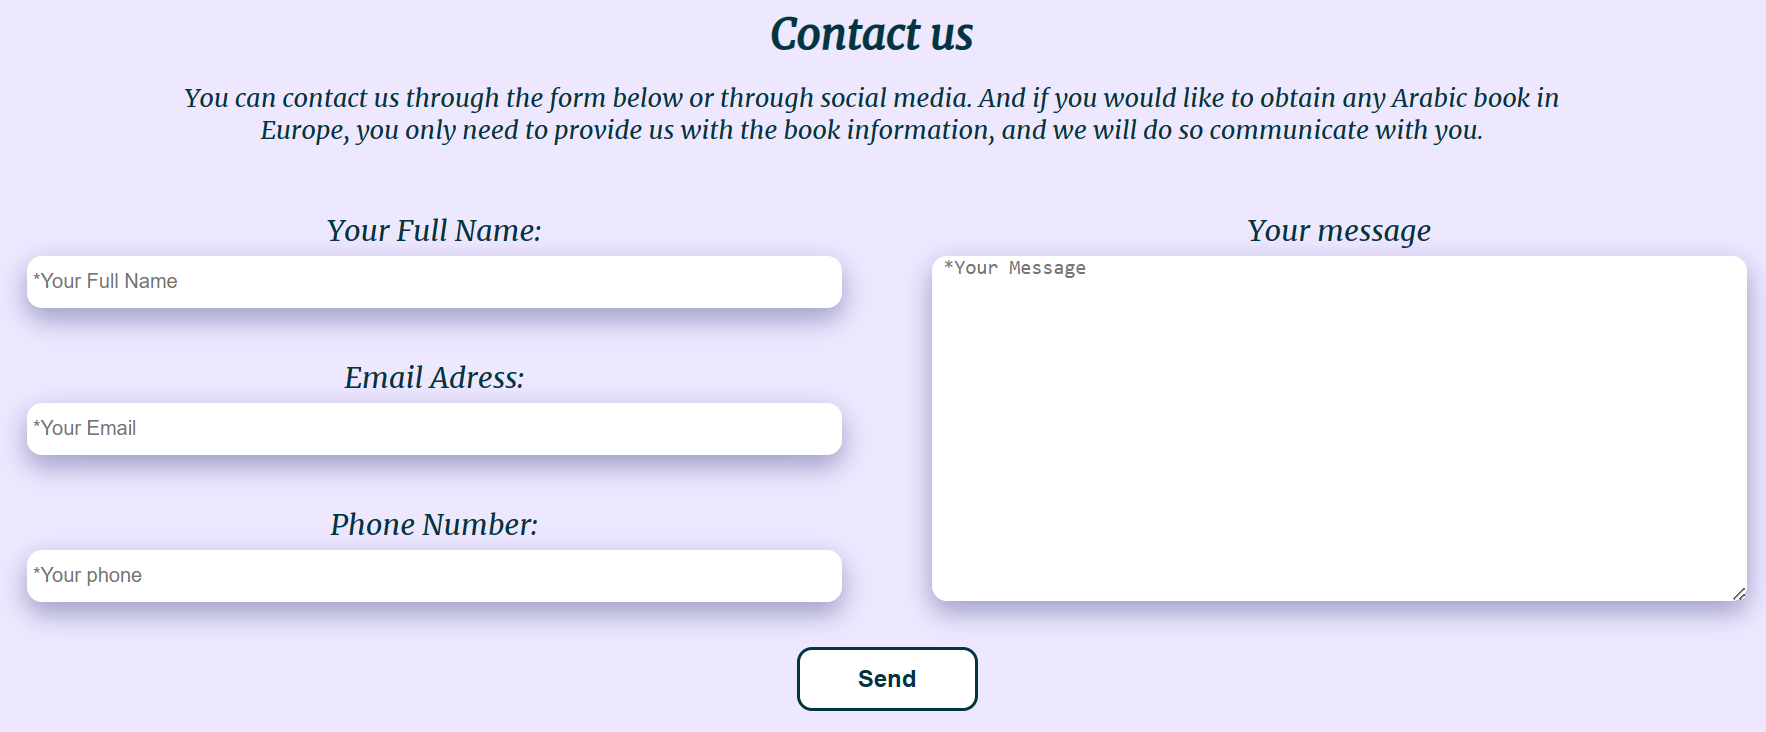 Contact us
You can contact us through the form below or through social media. And if you would like to obtain any Arabic book in
Europe, you only need to provide us with the book information, and we will do so communicate with you.
Your Full Name:
*Your Full Name
Email Adress:
*Your Email
Phone Number:
*Your phone
Your message
*Your Message
Send